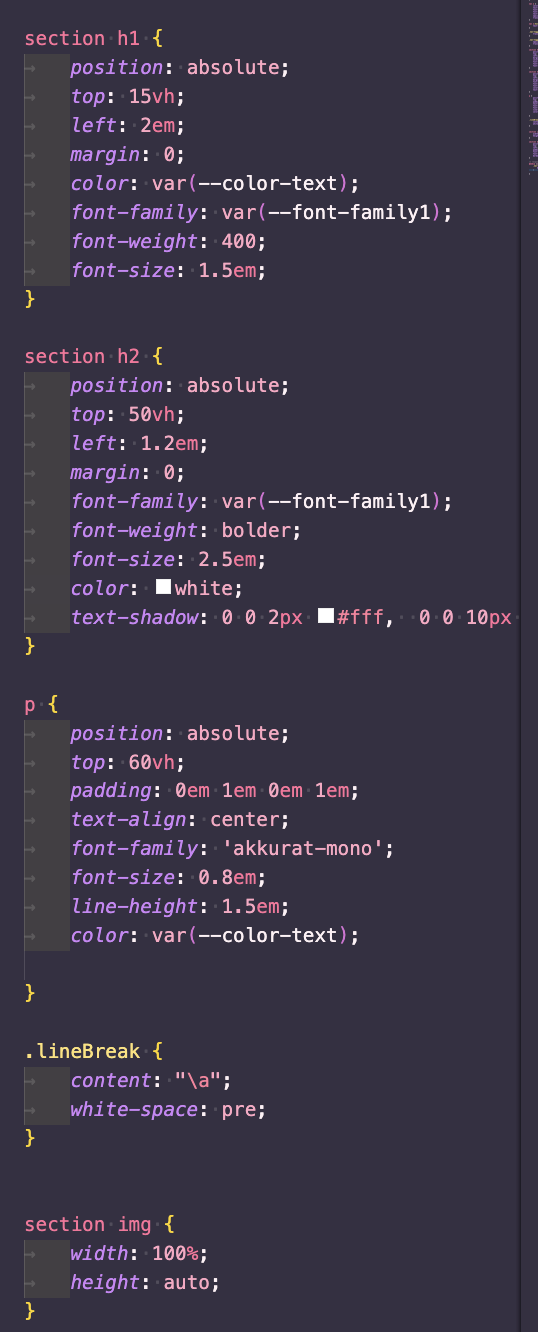 section h1 {
position: absolute;
top: 15vh;
left: 2em;
margin: 0;
color: var(--color-text);
font-family: var(--font-family1);
font-weight: 400;
font-size: 1.5em;
}
section h2 {
position: absolute;
top: 50vh;
left: 1.2em;
margin: 0;
font-family: var(--font-family1);
font-weight: bolder;
font-size: 2.5em;
color: white;
text-shadow: 0 0 2px #fff,  0 0 10px
}
p {
position: absolute;
top: 60vh;
padding: 0em 1em 0em 1em;
text-align: center;
font-family: 'akkurat-mono';
font-size: 0.8em;
line-height: 1.5em;
color: var(--color-text);
}
.lineBreak {
content: "\a";
white-space: pre;
}
section img {
width: 100%;
height: auto;
}